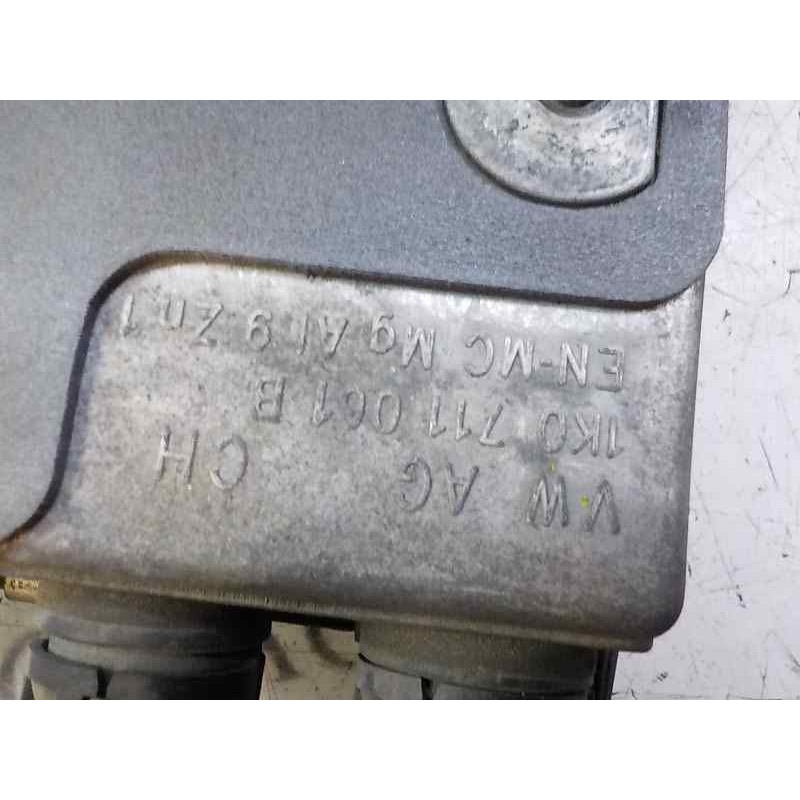 VW AG CH
1K0 711 061 B
EN-MC Mg Al 9 Zn 1